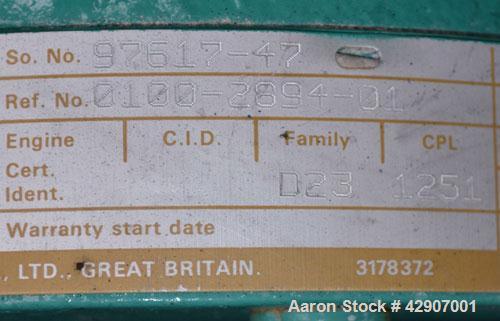 So. No. 97617-47
Ref. No. 0100-2894-01
Engine C.I.D. Family CPL
Cert.
Ident. D23 1251
Warranty start date
., LTD., GREAT BRITAIN. 3178372
Aaron Stock # 42907001